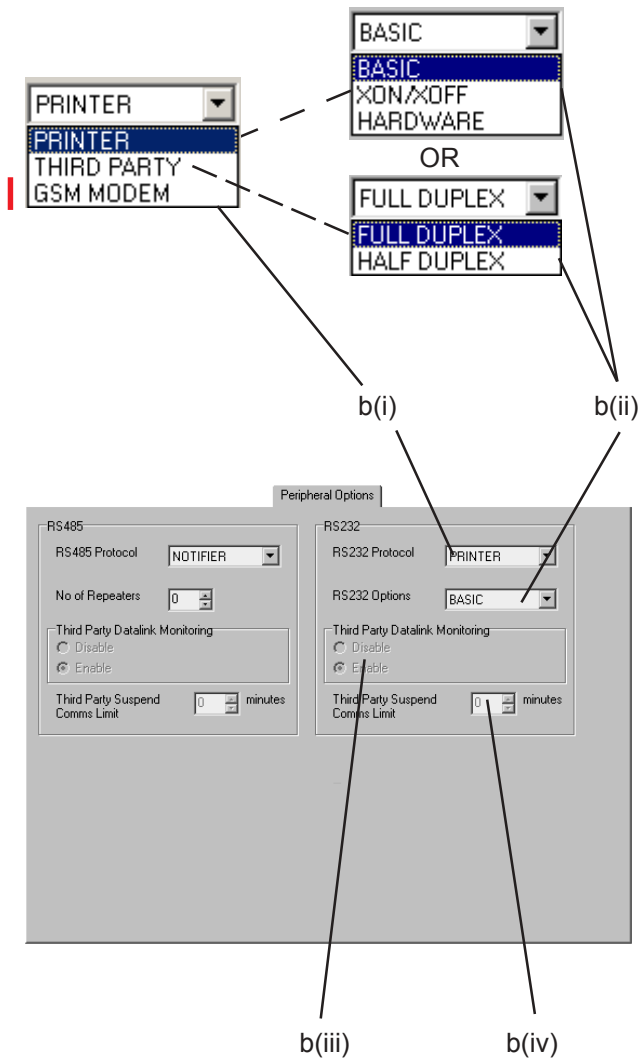 BASIC
BASIC
XON/XOFF
HARDWARE
PRINTER
PRINTER
THIRD PARTY
GSM MODEM
OR
FULL DUPLEX
FULL DUPLEX
HALF DUPLEX
b(i)
b(ii)
Peripheral Options
RS485
RS485 Protocol
NOTIFIER
No of Repeaters
0
Third Party Datalink Monitoring
Disable
Enable
Third Party Suspend
Comms Limit
0
minutes
RS232
RS232 Protocol
PRINTER
RS232 Options
BASIC
Third Party Datalink Monitoring
Disable
Enable
Third Party Suspend
Comms Limit
0
minutes
b(iii)
b(iv)